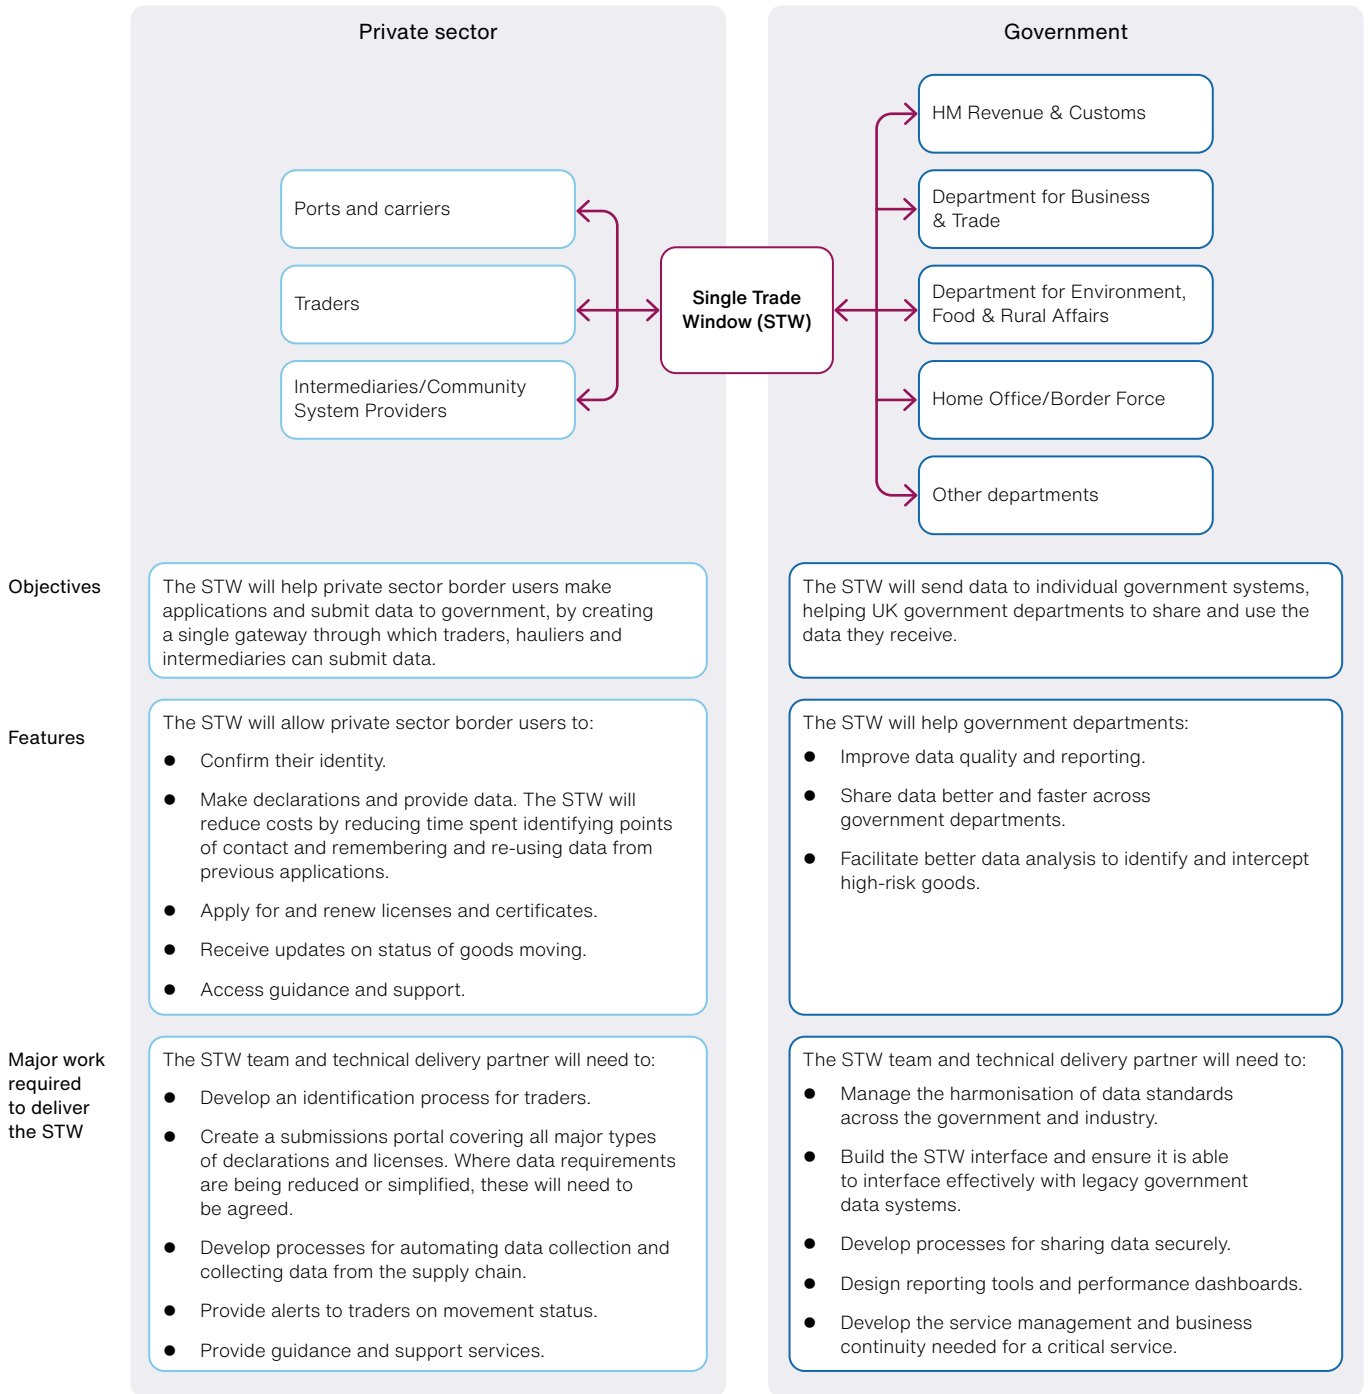 Private sector
Government
HM Revenue & Customs
Ports and carriers
Department for Business
& Trade
Single Trade
Window (STW)
Traders
Department for Environment,
Food & Rural Affairs
Intermediaries/Community
System Providers
Home Office/Border Force
Other departments
Objectives
The STW will help private sector border users make
applications and submit data to government, by creating
a single gateway through which traders, hauliers and
intermediaries can submit data.
The STW will send data to individual government systems,
helping UK government departments to share and use the
data they receive.
Features
The STW will allow private sector border users to:
● Confirm their identity.
● Make declarations and provide data. The STW will
reduce costs by reducing time spent identifying points
of contact and remembering and re-using data from
previous applications.
● Apply for and renew licenses and certificates.
● Receive updates on status of goods moving.
● Access guidance and support.
The STW will help government departments:
● Improve data quality and reporting.
● Share data better and faster across
government departments.
● Facilitate better data analysis to identify and intercept
high-risk goods.
Major work
required
to deliver
the STW
The STW team and technical delivery partner will need to:
● Develop an identification process for traders.
● Create a submissions portal covering all major types
of declarations and licenses. Where data requirements
are being reduced or simplified, these will need to
be agreed.
● Develop processes for automating data collection and
collecting data from the supply chain.
● Provide alerts to traders on movement status.
● Provide guidance and support services.
The STW team and technical delivery partner will need to:
● Manage the harmonisation of data standards
across the government and industry.
● Build the STW interface and ensure it is able
to interface effectively with legacy government
data systems.
● Develop processes for sharing data securely.
● Design reporting tools and performance dashboards.
● Develop the service management and business
continuity needed for a critical service.